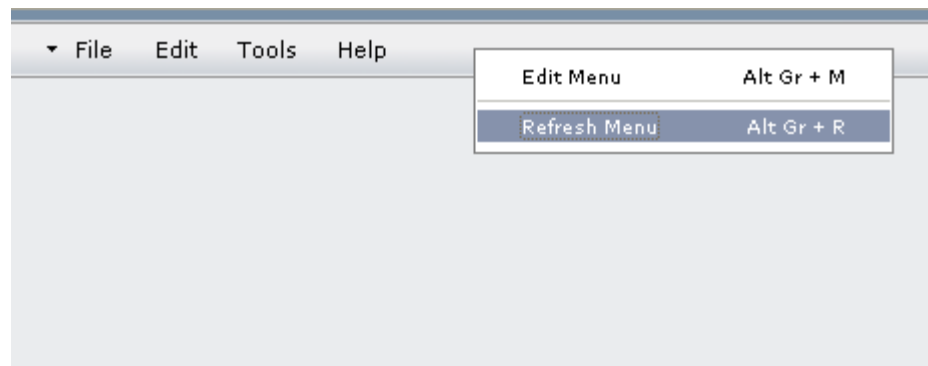 File Edit Tools Help
Edit Menu Alt Gr + M
Refresh Menu Alt Gr + R